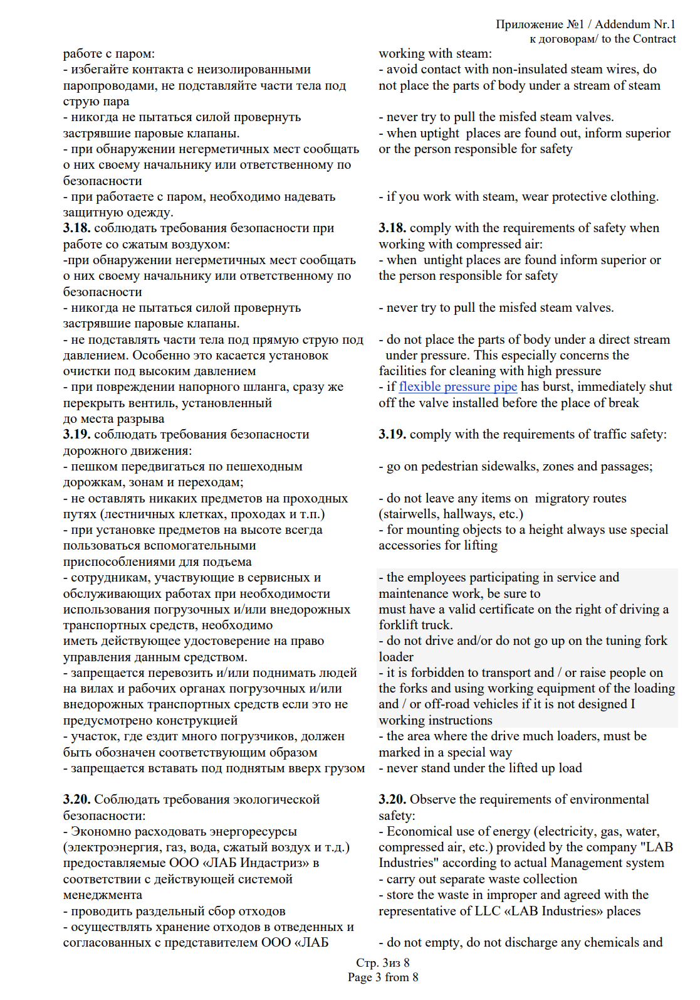 Приложение №1 / Addendum Nr.1
к договорам/ to the Contract
работе с паром:
- избегайте контакта с неизолированными
паропроводами, не подставляйте части тела под
струю пара
- никогда не пытаться силой провернуть
застрявшие паровые клапаны.
- при обнаружении негерметичных мест сообщать
о них своему начальнику или ответственному по
безопасности
- при работаете с паром, необходимо надевать
защитную одежду.
3.18. соблюдать требования безопасности при
работе со сжатым воздухом:
-при обнаружении негерметичных мест сообщать
о них своему начальнику или ответственному по
безопасности
- никогда не пытаться силой провернуть
застрявшие паровые клапаны.
- не подставлять части тела под прямую струю под
давлением. Особенно это касается установок
очистки под высоким давлением
- при повреждении напорного шланга, сразу же
перекрыть вентиль, установленный
до места разрыва
3.19. соблюдать требования безопасности
дорожного движения:
- пешком передвигаться по пешеходным
дорожкам, зонам и переходам;
- не оставлять никаких предметов на проходных
путях (лестничных клетках, проходах и т.п.)
- при установке предметов на высоте всегда
пользоваться вспомогательными
приспособлениями для подъема
- сотрудникам, участвующие в сервисных и
обслуживающих работах при необходимости
использования погрузочных и/или внедорожных
транспортных средств, необходимо
иметь действующее удостоверение на право
управления данным средством.
- запрещается перевозить и/или поднимать людей
на вилах и рабочих органах погрузочных и/или
внедорожных транспортных средств если это не
предусмотрено конструкцией
- участок, где ездит много погрузчиков, должен
быть обозначен соответствующим образом
- запрещается вставать под поднятым вверх грузом
3.20. Соблюдать требования экологической
безопасности:
- Экономно расходовать энергоресурсы
(электроэнергия, газ, вода, сжатый воздух и т.д.)
предоставляемые ООО «ЛАБ Индастриз» в
соответствии с действующей системой
менеджмента
- проводить раздельный сбор отходов
- осуществлять хранение отходов в отведенных и
согласованных с представителем ООО «ЛАБ
working with steam:
- avoid contact with non-insulated steam wires, do
not place the parts of body under a stream of steam
- never try to pull the misfed steam valves.
- when uptight places are found out, inform superior
or the person responsible for safety
- if you work with steam, wear protective clothing.
3.18. comply with the requirements of safety when
working with compressed air:
- when untight places are found inform superior or
the person responsible for safety
- never try to pull the misfed steam valves.
- do not place the parts of body under a direct stream
under pressure. This especially concerns the
facilities for cleaning with high pressure
- if flexible pressure pipe has burst, immediately shut
off the valve installed before the place of break
3.19. comply with the requirements of traffic safety:
- go on pedestrian sidewalks, zones and passages;
- do not leave any items on migratory routes
(stairwells, hallways, etc.)
- for mounting objects to a height always use special
accessories for lifting
- the employees participating in service and
maintenance work, be sure to
must have a valid certificate on the right of driving a
forklift truck.
- do not drive and/or do not go up on the tuning fork
loader
- it is forbidden to transport and / or raise people on
the forks and using working equipment of the loading
and / or off-road vehicles if it is not designed I
working instructions
- the area where the drive much loaders, must be
marked in a special way
- never stand under the lifted up load
3.20. Observe the requirements of environmental
safety:
- Economical use of energy (electricity, gas, water,
compressed air, etc.) provided by the company "LAB
Industries" according to actual Management system
- carry out separate waste collection
- store the waste in improper and agreed with the
representative of LLC «LAB Industries» places
- do not empty, do not discharge any chemicals and
Стр. 3из 8
Page 3 from 8